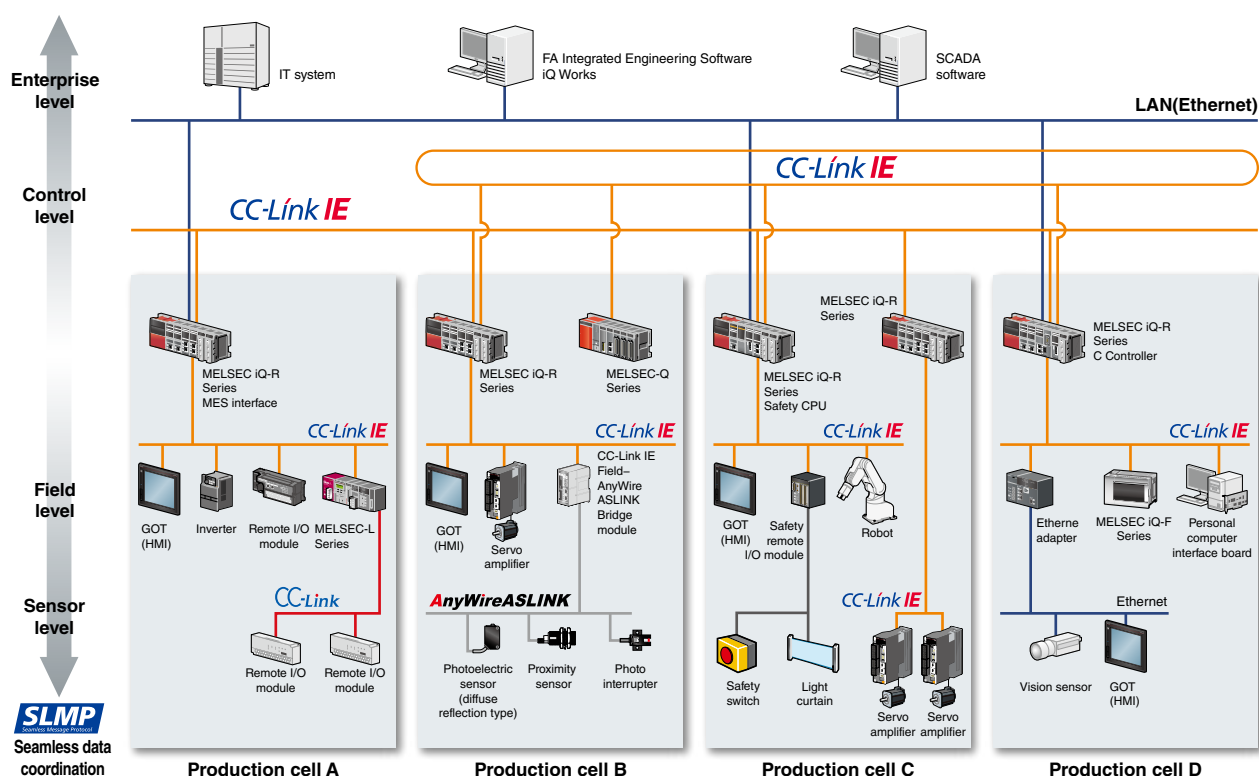 IT system
FA Integrated Engineering Software
iQ Works
SCADA
software
Enterprise
level
LAN(Ethernet)
CC-Link IE
Control
level
CC-Link IE
MELSEC iQ-R
Series
MES interface
CC-Link IE
GOT
(HMI)
Inverter
Remote I/O
module
MELSEC-L
Series
CC-Link
Remote I/O
module
Remote I/O
module
Production cell A
MELSEC iQ-R
Series
MELSEC-Q
Series
CC-Link IE
GOT
(HMI)
Servo
amplifier
CC-Link IE
Field–
AnyWire
ASLINK
Bridge
module
AnyWireASLINK
Photoelectric
sensor
(diffuse
reflection type)
Proximity
sensor
Photo
interrupter
Production cell B
MELSEC iQ-R
Series
MELSEC iQ-R
Series
Safety CPU
CC-Link IE
GOT
(HMI)
Safety
remote
I/O module
Robot
CC-Link IE
Safety
switch
Light
curtain
Servo
amplifier
Servo
amplifier
Production cell C
MELSEC iQ-R
Series
C Controller
CC-Link IE
Etherne
adapter
MELSEC iQ-F
Series
Personal
computer
interface board
Ethernet
Vision sensor
GOT
(HMI)
Production cell D
Field
level
Sensor
level
SLMP
Seamless Message Protocol
Seamless data
coordination